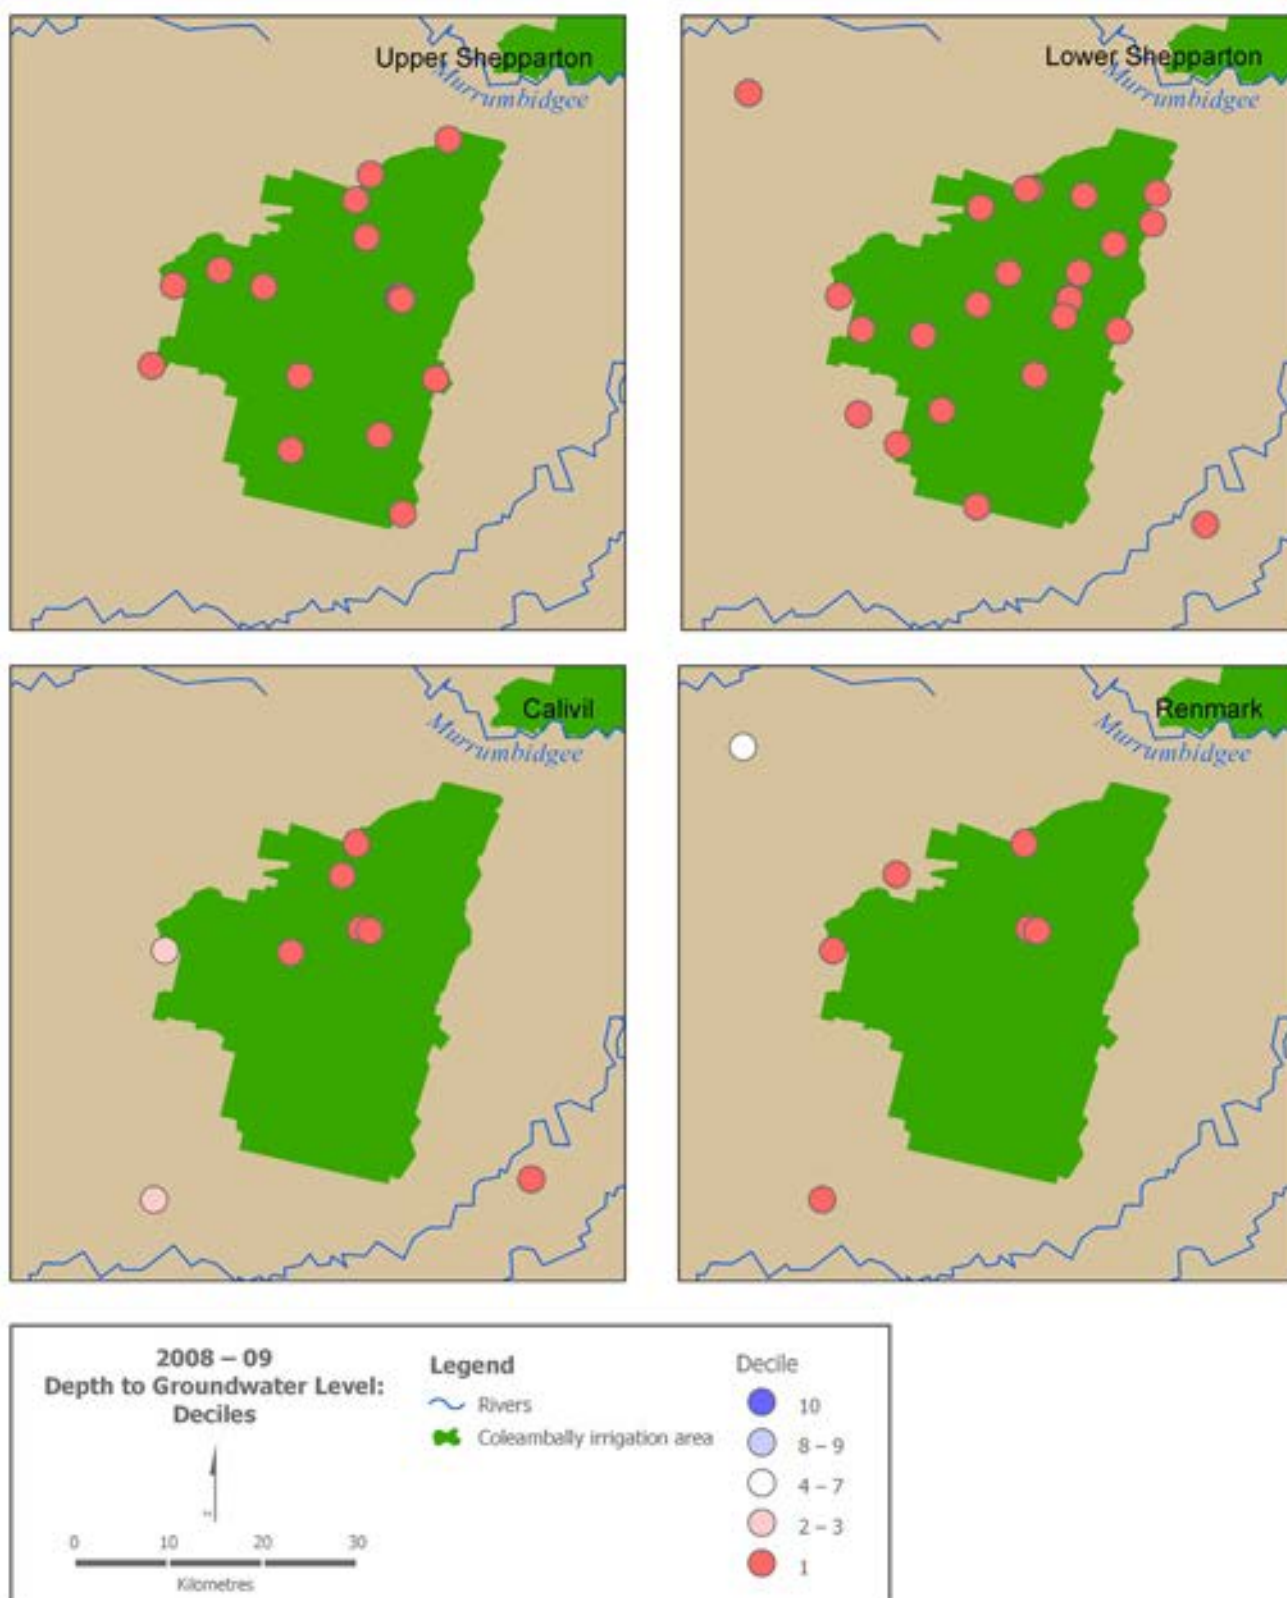 Upper Shepparton
Murrumbidgee
Lower Shepparton
Murrumbidgee
Calivil
Murrumbidgee
Renmark
Murrumbidgee
2008 – 09
Depth to Groundwater Level:
Deciles
0 10 20 30
Kilometres
Legend
Rivers
Coleambally irrigation area
Decile
10
8 – 9
4 – 7
2 – 3
1